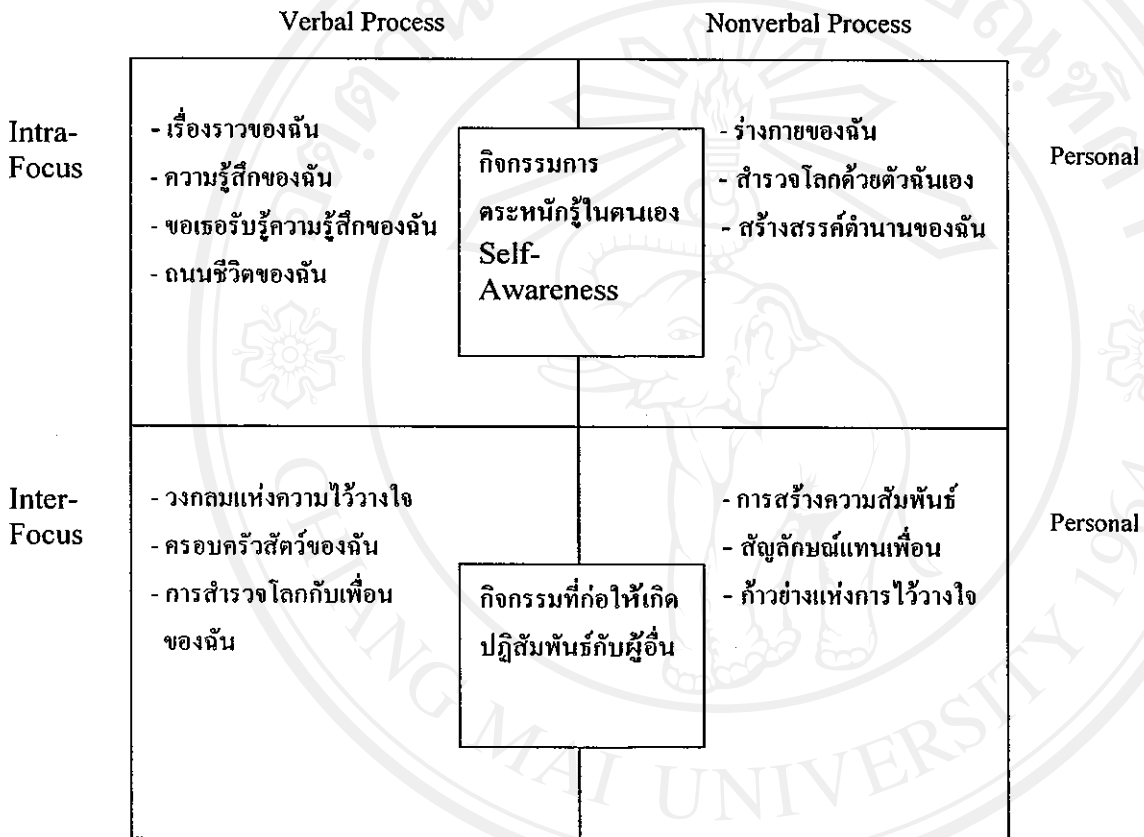 Verbal Process
Nonverbal Process
Intra-
Focus
- เรื่องราวของฉัน
- ความรู้สึกของฉัน
- ขอเธอรับรู้ความรู้สึกของฉัน
- ถนนชีวิตของฉัน
กิจกรรมการ
ตระหนักรู้ในตนเอง
Self-
Awareness
- ร่างกายของฉัน
- สำรวจโลกด้วยตัวฉันเอง
- สร้างสรรค์ตำนานของฉัน
Personal
Inter-
Focus
- วงกลมแห่งความไว้วางใจ
- ครอบครัวสัตว์ของฉัน
- การสำรวจโลกกับเพื่อน
ของฉัน
กิจกรรมที่ก่อให้เกิด
ปฏิสัมพันธ์กับผู้อื่น
- การสร้างความสัมพันธ์
- สัญลักษณ์แทนเพื่อน
- ก้าวย่างแห่งการไว้วางใจ
Personal
CHIANG MAI UNIVERSITY 1964